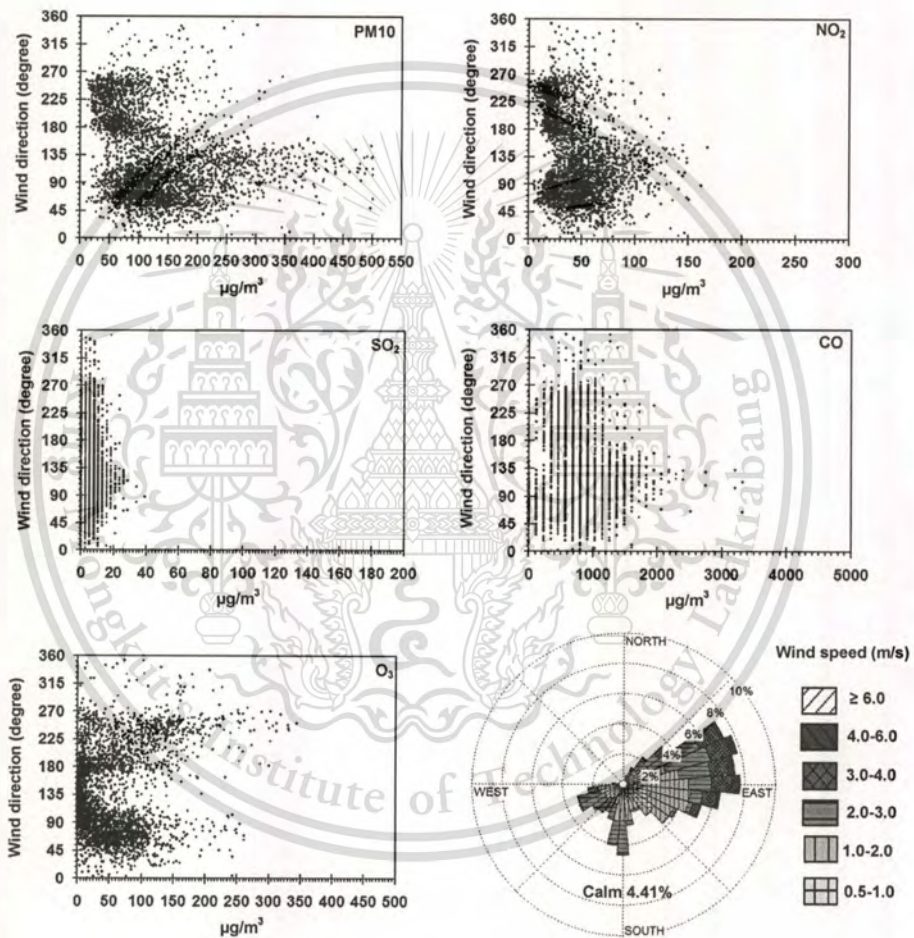 PM10
Wind direction (degree)
360
315
270
225
180
135
90
45
0
0 50 100 150 200 250 300 350 400 450 500 550
µg/m³
NO₂
Wind direction (degree)
360
315
270
225
180
135
90
45
0
0 50 100 150 200 250 300
µg/m³
SO₂
Wind direction (degree)
360
315
270
225
180
135
90
45
0
0 20 40 60 80 100 120 140 160 180 200
µg/m³
CO
Wind direction (degree)
360
315
270
225
180
135
90
45
0
0 1000 2000 3000 4000 5000
µg/m³
O₃
Wind direction (degree)
360
315
270
225
180
135
90
45
0
0 50 100 150 200 250 300 350 400 450 500
µg/m³
NORTH
10%
8%
6%
4%
2%
WEST
EAST
Calm 4.41%
SOUTH
Wind speed (m/s)
≥ 6.0
4.0-6.0
3.0-4.0
2.0-3.0
1.0-2.0
0.5-1.0
Institute of Technology Ladkrabang